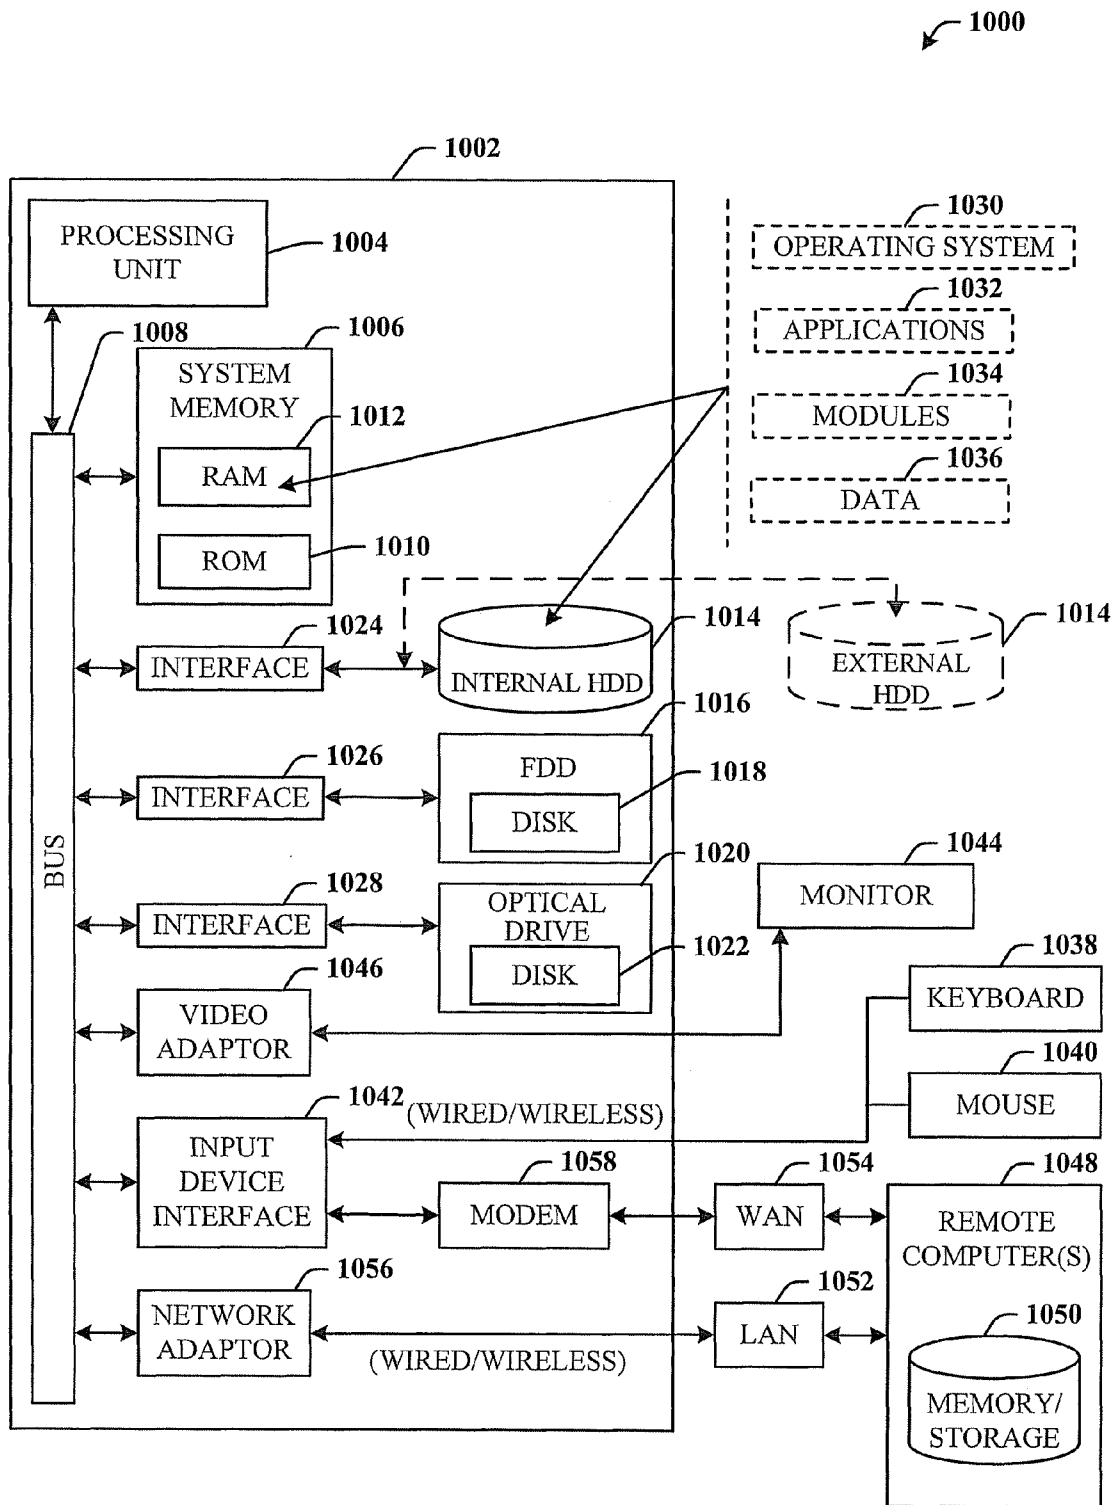 1000
1002
PROCESSING
UNIT
1004
1008
1006
SYSTEM
MEMORY
1012
RAM
1010
ROM
1030
OPERATING SYSTEM
1032
APPLICATIONS
1034
MODULES
1036
DATA
1024
INTERFACE
1014
INTERNAL HDD
1014
EXTERNAL
HDD
1016
FDD
1026
INTERFACE
1018
DISK
BUS
1020
OPTICAL
DRIVE
1028
INTERFACE
1022
DISK
1044
MONITOR
1046
VIDEO
ADAPTOR
1038
KEYBOARD
1040
MOUSE
1042
(WIRED/WIRELESS)
INPUT
DEVICE
INTERFACE
1058
MODEM
1054
WAN
1048
REMOTE
COMPUTER(S)
1056
NETWORK
ADAPTOR
(WIRED/WIRELESS)
1052
LAN
1050
MEMORY/
STORAGE